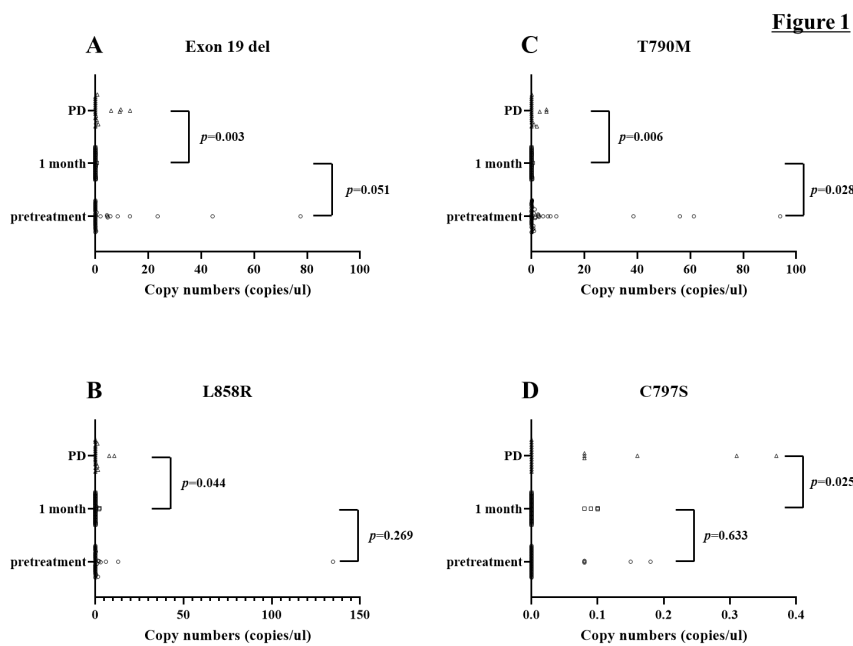 Figure 1
A Exon 19 del
PD
1 month
pretreatment
p=0.003
p=0.051
0 20 40 60 80 100
Copy numbers (copies/ul)
C T790M
PD
1 month
pretreatment
p=0.006
p=0.028
0 20 40 60 80 100
Copy numbers (copies/ul)
B L858R
PD
1 month
pretreatment
p=0.044
p=0.269
0 50 100 150
Copy numbers (copies/ul)
D C797S
PD
1 month
pretreatment
p=0.025
p=0.633
0.0 0.1 0.2 0.3 0.4
Copy numbers (copies/ul)